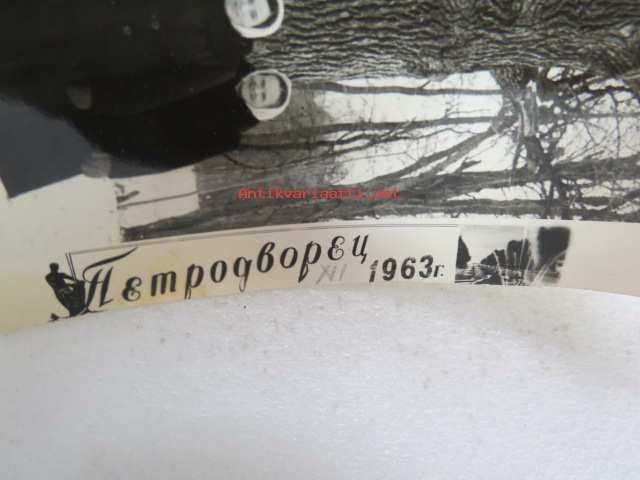 Antikvariaatti.net
Петродворец
XII 1963г.